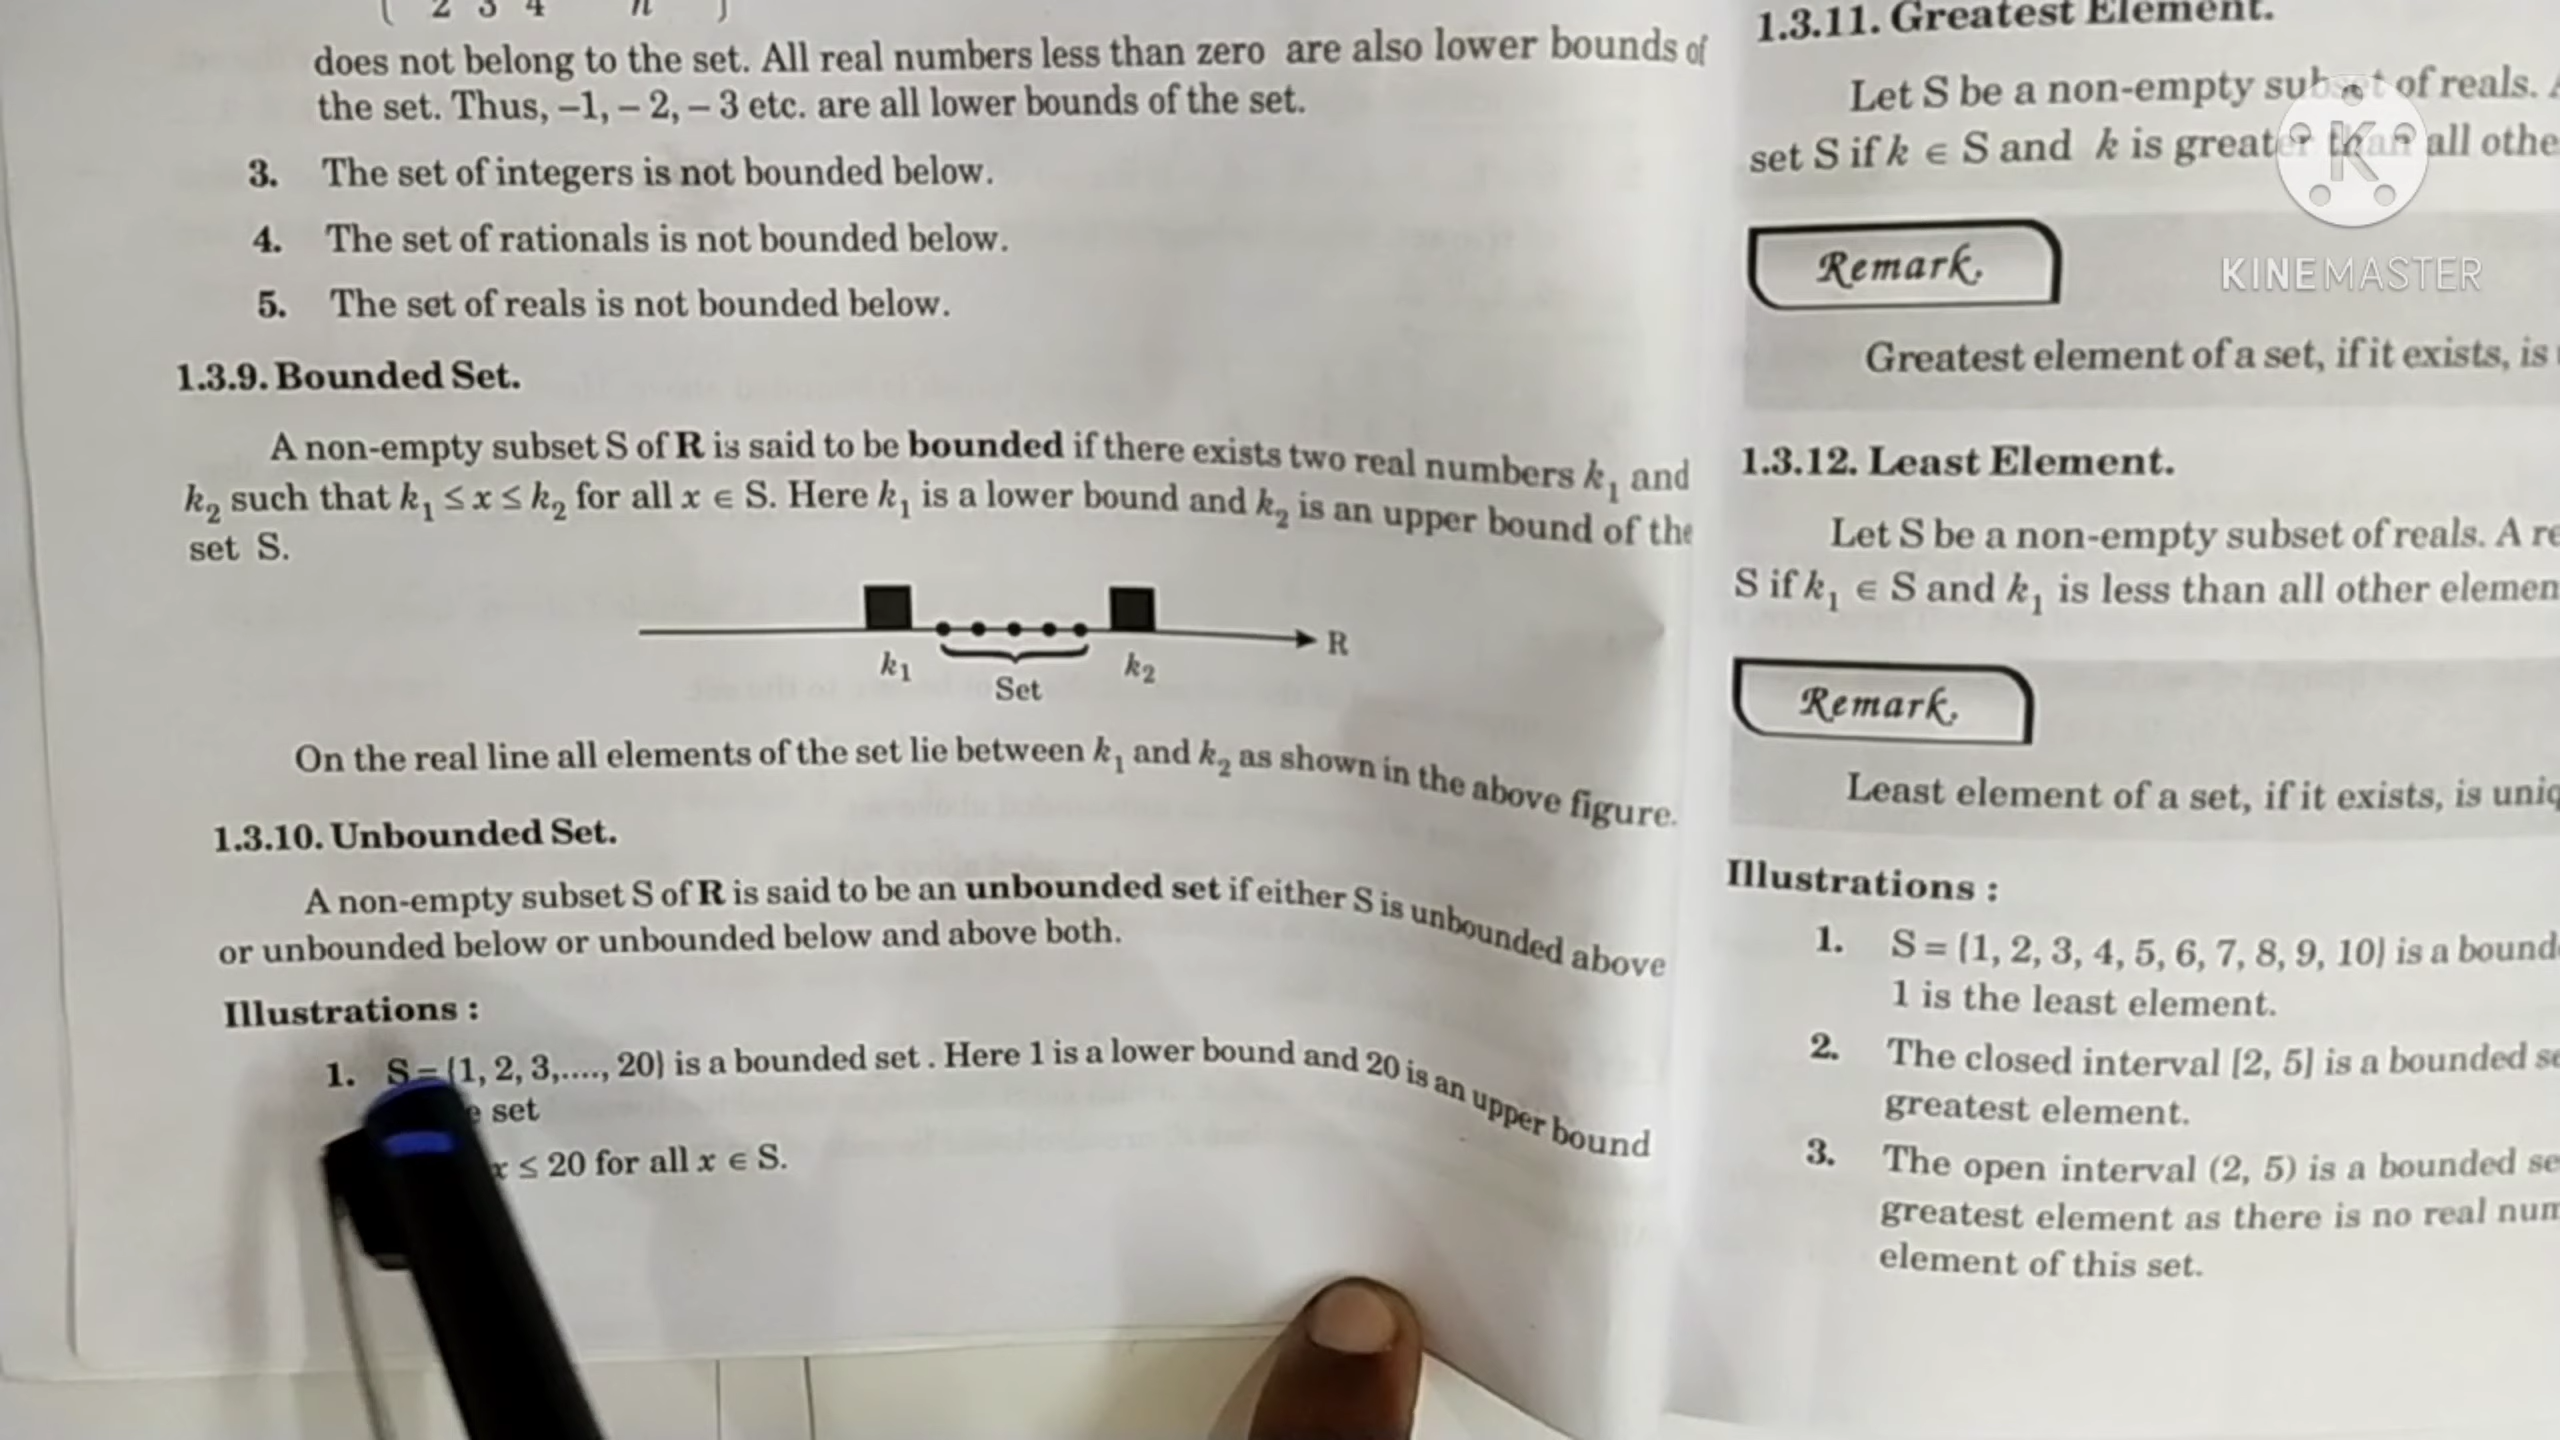 2 3 4 n
does not belong to the set. All real numbers less than zero are also lower bounds of
the set. Thus, –1, – 2, – 3 etc. are all lower bounds of the set.
3. The set of integers is not bounded below.
4. The set of rationals is not bounded below.
5. The set of reals is not bounded below.
1.3.9. Bounded Set.
A non-empty subset S of R is said to be bounded if there exists two real numbers k₁ and
k₂ such that k₁ ≤ x ≤ k₂ for all x ∈ S. Here k₁ is a lower bound and k₂ is an upper bound of the
set S.
k₁ Set k₂ R
On the real line all elements of the set lie between k₁ and k₂ as shown in the above figure.
1.3.10. Unbounded Set.
A non-empty subset S of R is said to be an unbounded set if either S is unbounded above
or unbounded below or unbounded below and above both.
Illustrations :
1. S = {1, 2, 3,...., 20} is a bounded set . Here 1 is a lower bound and 20 is an upper bound
set
x ≤ 20 for all x ∈ S.
1.3.11. Greatest Element.
Let S be a non-empty subset of reals.
set S if k ∈ S and k is greater than all othe
Remark.
Greatest element of a set, if it exists, is
1.3.12. Least Element.
Let S be a non-empty subset of reals. A re
S if k₁ ∈ S and k₁ is less than all other elemen
Remark.
Least element of a set, if it exists, is uniq
Illustrations :
1. S = {1, 2, 3, 4, 5, 6, 7, 8, 9, 10} is a bound
1 is the least element.
2. The closed interval [2, 5] is a bounded se
greatest element.
3. The open interval (2, 5) is a bounded se
greatest element as there is no real num
element of this set.
K
KINEMASTER